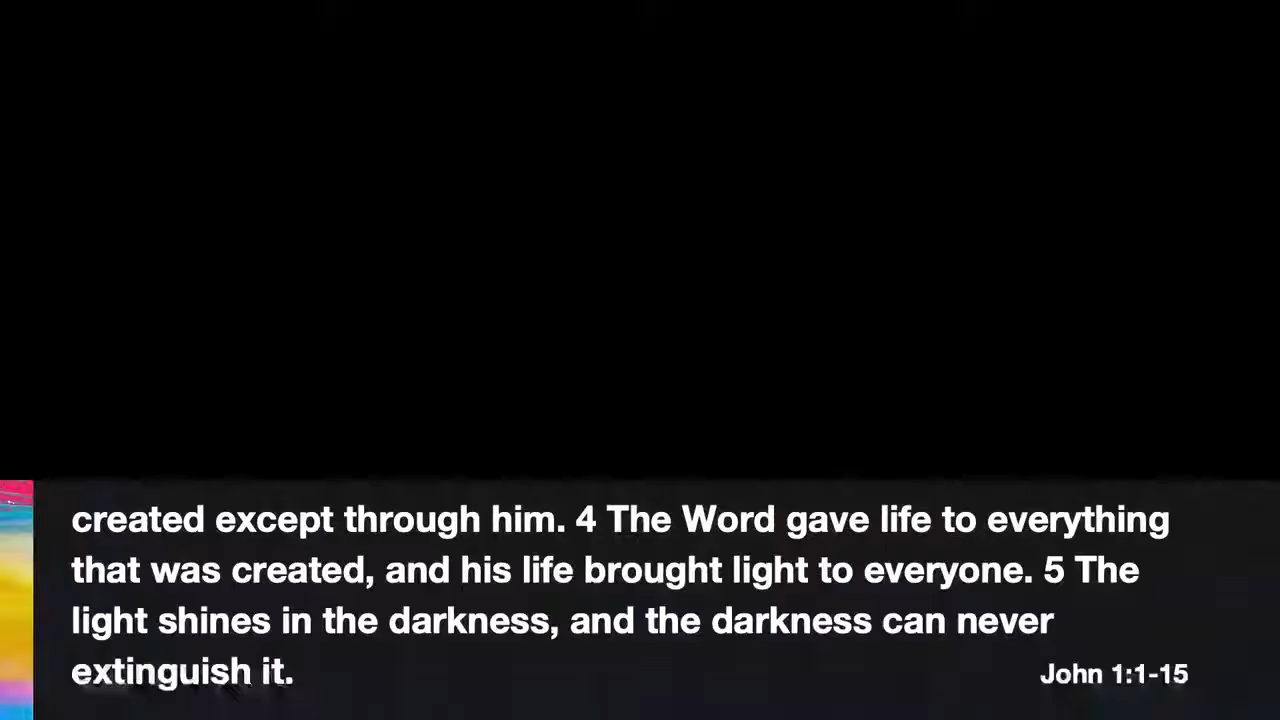 created except through him. 4 The Word gave life to everything
that was created, and his life brought light to everyone. 5 The
light shines in the darkness, and the darkness can never
extinguish it.
John 1:1-15